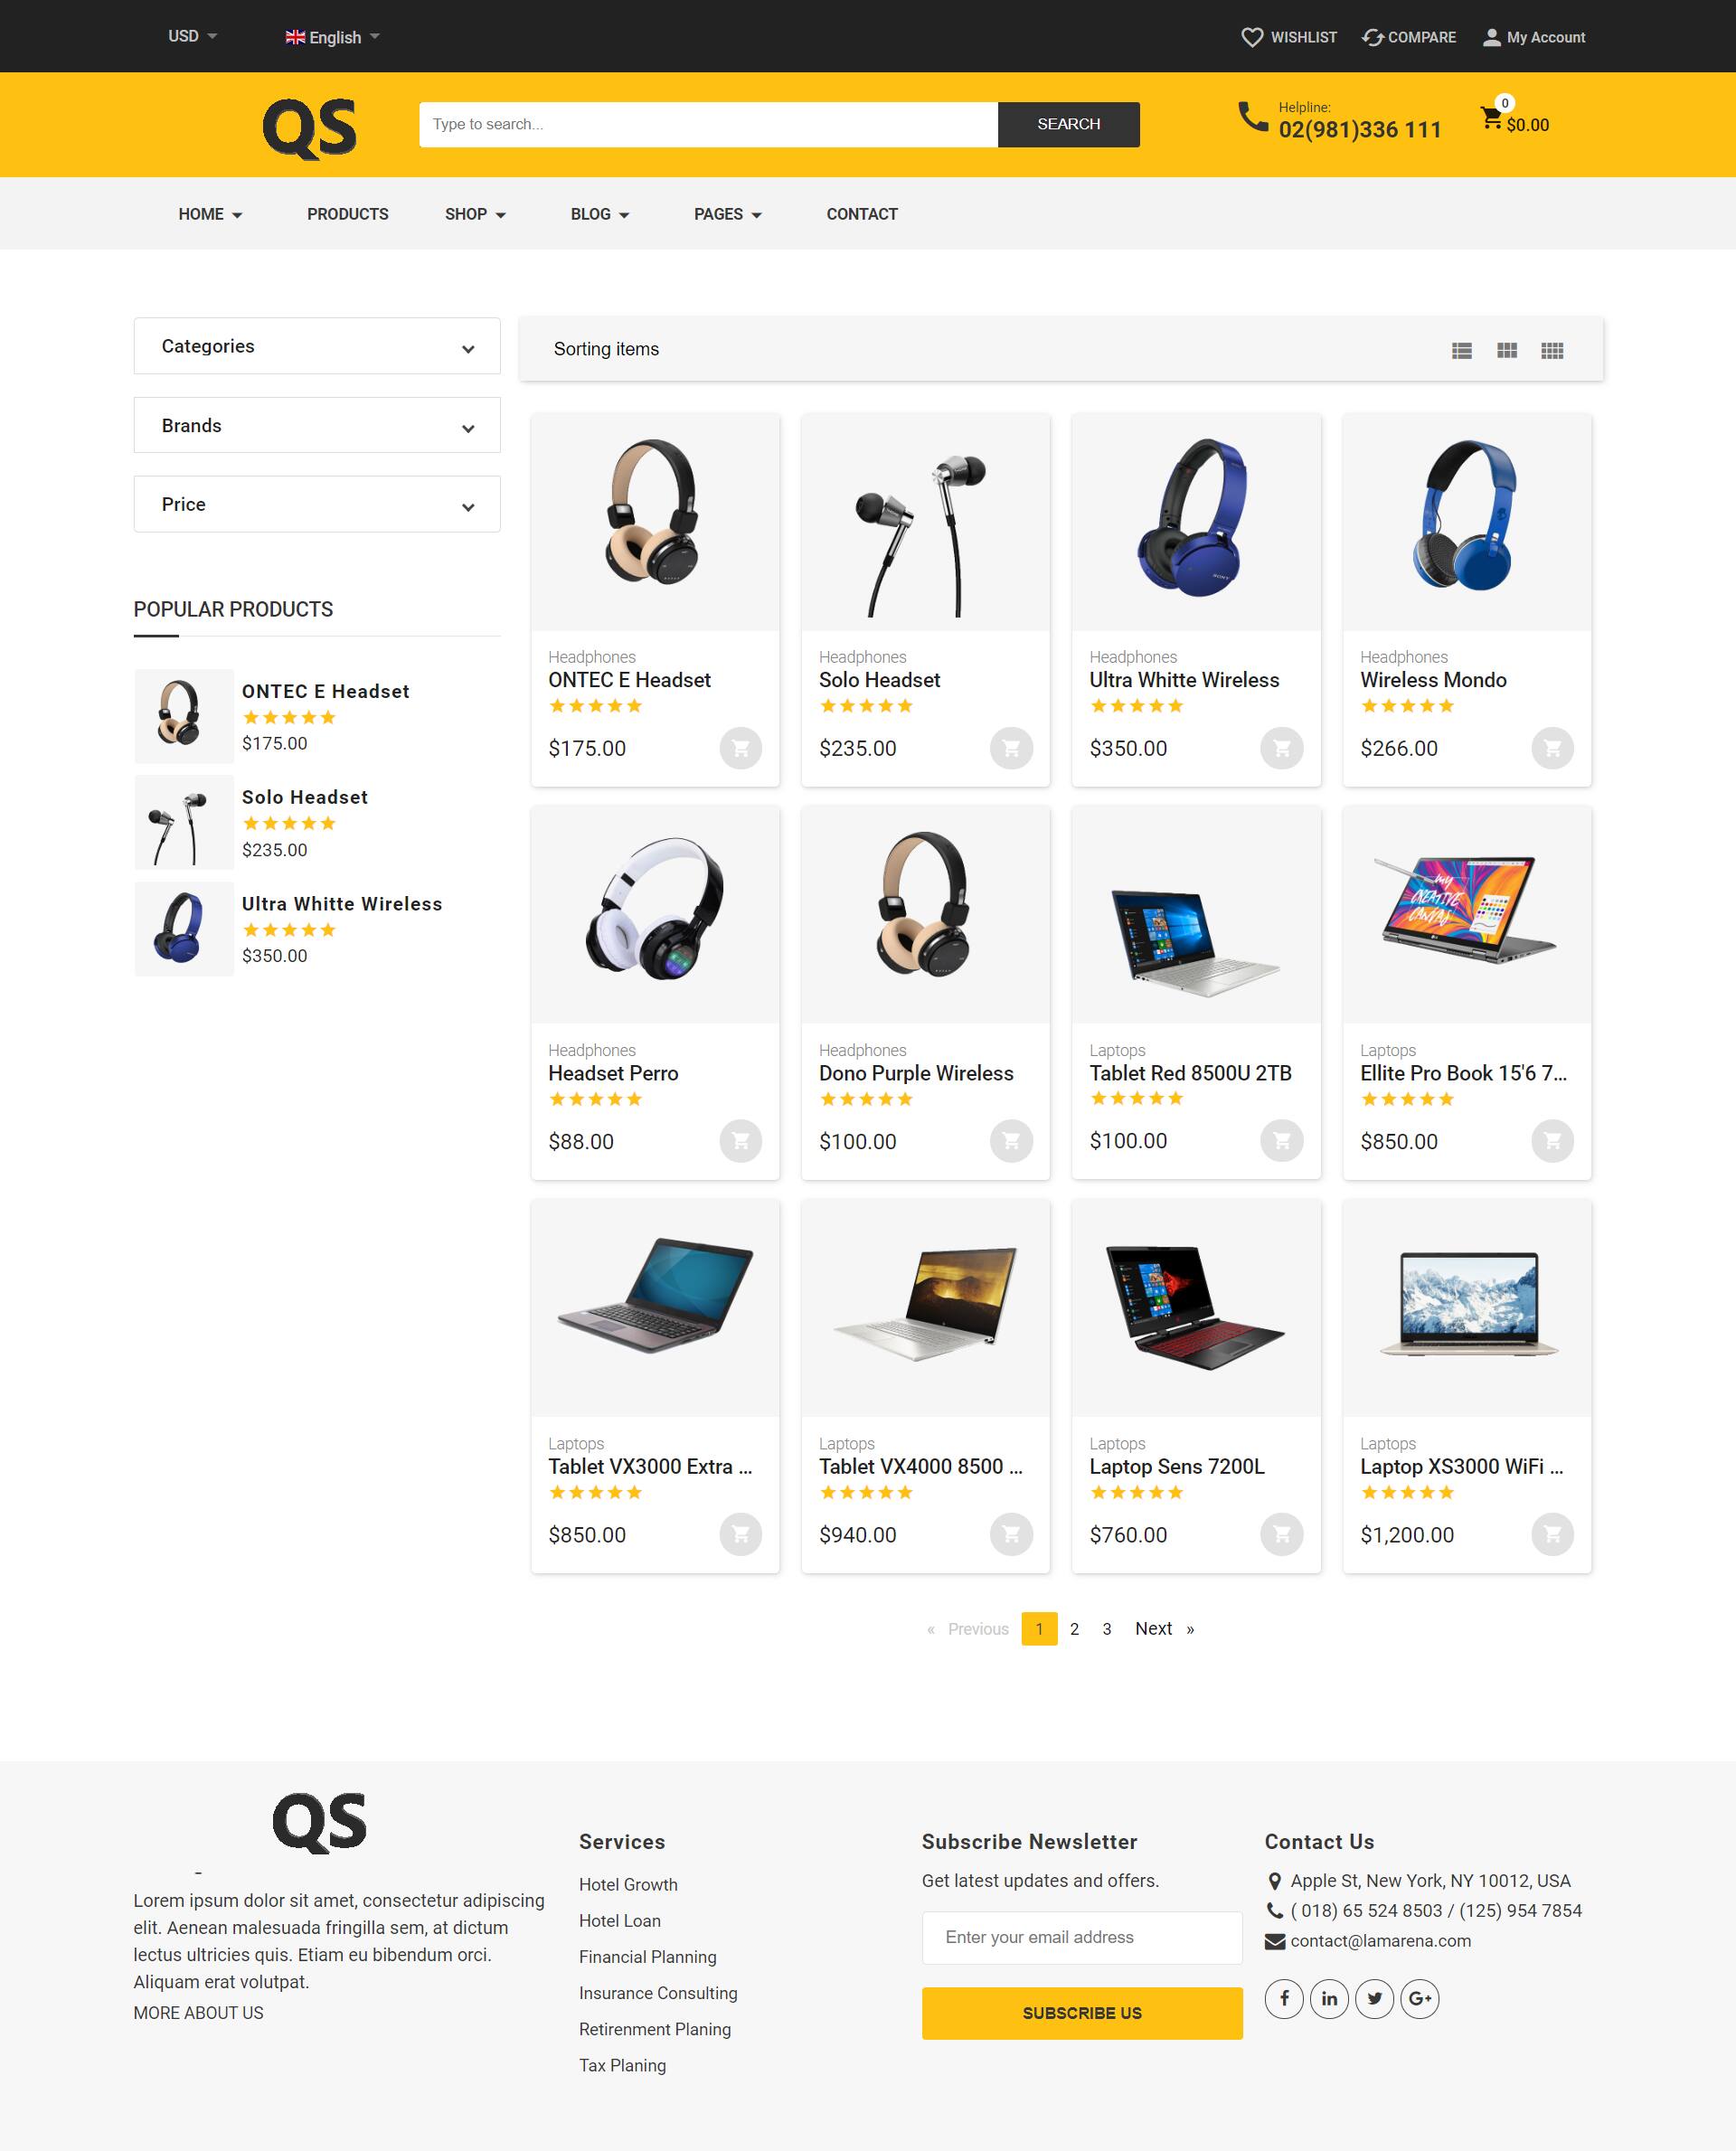 USD
English
WISHLIST
COMPARE
My Account
QS
Type to search...
SEARCH
Helpline:
02(981)336 111
0
$0.00
HOME
PRODUCTS
SHOP
BLOG
PAGES
CONTACT
Categories
Brands
Price
POPULAR PRODUCTS
ONTEC E Headset
$175.00
Solo Headset
$235.00
Ultra Whitte Wireless
$350.00
Sorting items
SONY
Headphones
ONTEC E Headset
$175.00
Headphones
Solo Headset
$235.00
Headphones
Ultra Whitte Wireless
$350.00
Headphones
Wireless Mondo
$266.00
my
CREATIVE
CANVAS
LG
Headphones
Headset Perro
$88.00
Headphones
Dono Purple Wireless
$100.00
Laptops
Tablet Red 8500U 2TB
$100.00
Laptops
Ellite Pro Book 15'6 7...
$850.00
Laptops
Tablet VX3000 Extra ...
$850.00
Laptops
Tablet VX4000 8500 ...
$940.00
Laptops
Laptop Sens 7200L
$760.00
Laptops
Laptop XS3000 WiFi ...
$1,200.00
« Previous 1 2 3 Next »
QS
Lorem ipsum dolor sit amet, consectetur adipiscing
elit. Aenean malesuada fringilla sem, at dictum
lectus ultricies quis. Etiam eu bibendum orci.
Aliquam erat volutpat.
MORE ABOUT US
Services
Hotel Growth
Hotel Loan
Financial Planning
Insurance Consulting
Retirenment Planing
Tax Planing
Subscribe Newsletter
Get latest updates and offers.
Enter your email address
SUBSCRIBE US
Contact Us
Apple St, New York, NY 10012, USA
( 018) 65 524 8503 / (125) 954 7854
contact@lamarena.com
f
in
G+